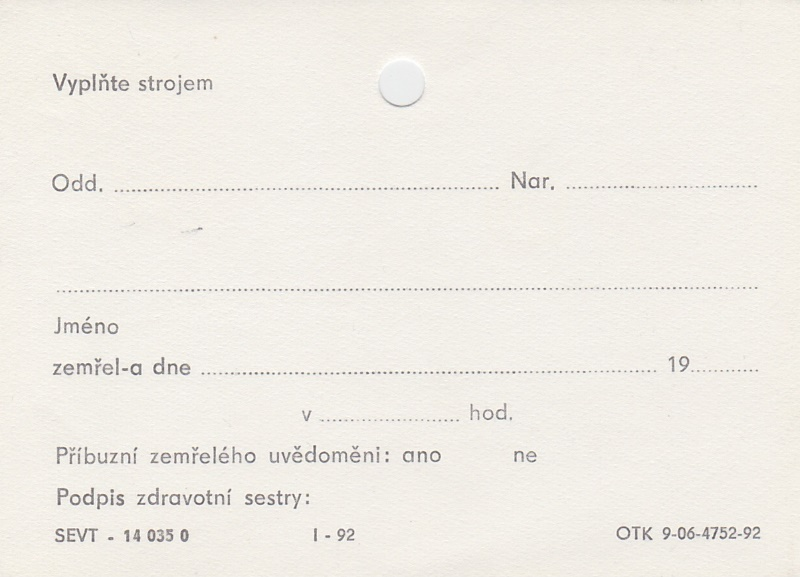 Vyplňte strojem
Odd. ........................ Nar. ............
........................................
Jméno
zemřel-a dne ........................ 19........
v ............ hod.
Příbuzní zemřelého uvědoměni: ano ne
Podpis zdravotní sestry:
SEVT - 14 035 0 I - 92 OTK 9-06-4752-92